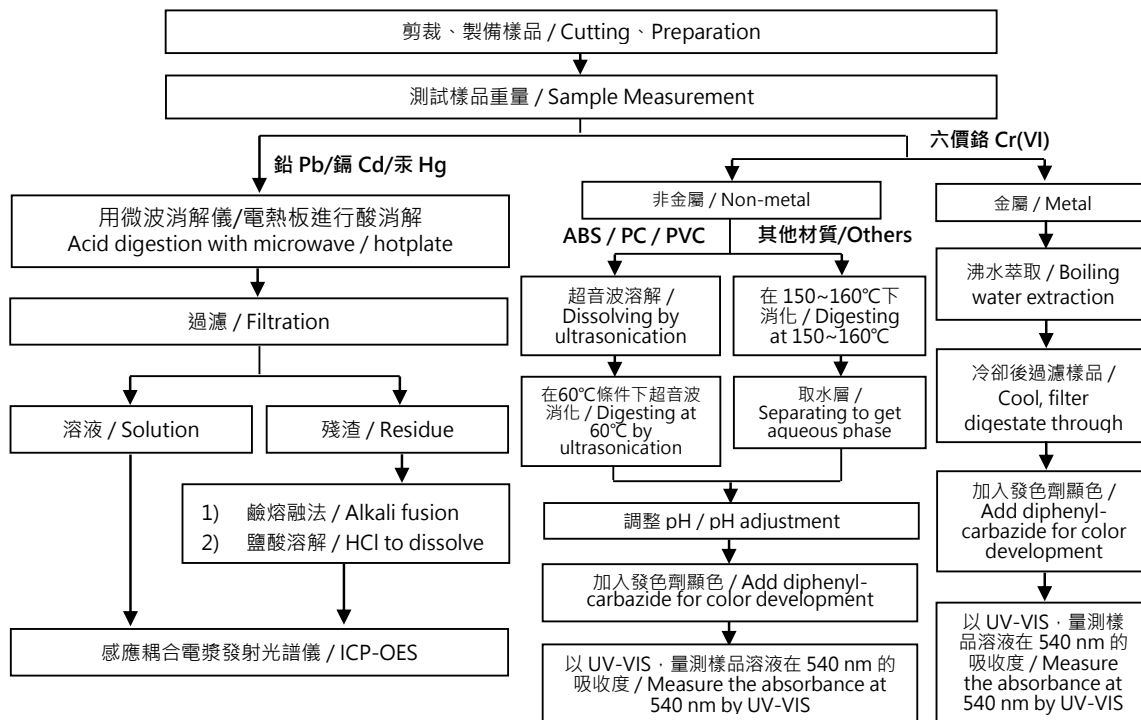 剪裁、製備樣品 / Cutting、Preparation
測試樣品重量 / Sample Measurement
鉛 Pb/鎘 Cd/汞 Hg
六價鉻 Cr(VI)
用微波消解儀/電熱板進行酸消解
Acid digestion with microwave / hotplate
過濾 / Filtration
溶液 / Solution
殘渣 / Residue
1) 鹼熔融法 / Alkali fusion
2) 鹽酸溶解 / HCl to dissolve
感應耦合電漿發射光譜儀 / ICP-OES
非金屬 / Non-metal
ABS / PC / PVC
其他材質/Others
超音波溶解 /
Dissolving by
ultrasonication
在60℃條件下超音波
消化 / Digesting at
60℃ by
ultrasonication
在 150~160℃下
消化 / Digesting
at 150~160℃
取水層 /
Separating to get
aqueous phase
調整 pH / pH adjustment
加入發色劑顯色 / Add diphenyl-
carbazide for color development
以 UV-VIS，量測樣品溶液在 540 nm 的
吸收度 / Measure the absorbance at
540 nm by UV-VIS
金屬 / Metal
沸水萃取 / Boiling
water extraction
冷卻後過濾樣品 /
Cool, filter
digestate through
加入發色劑顯色 /
Add diphenyl-
carbazide for color
development
以 UV-VIS，量測樣
品溶液在 540 nm 的
吸收度 / Measure
the absorbance at
540 nm by UV-VIS